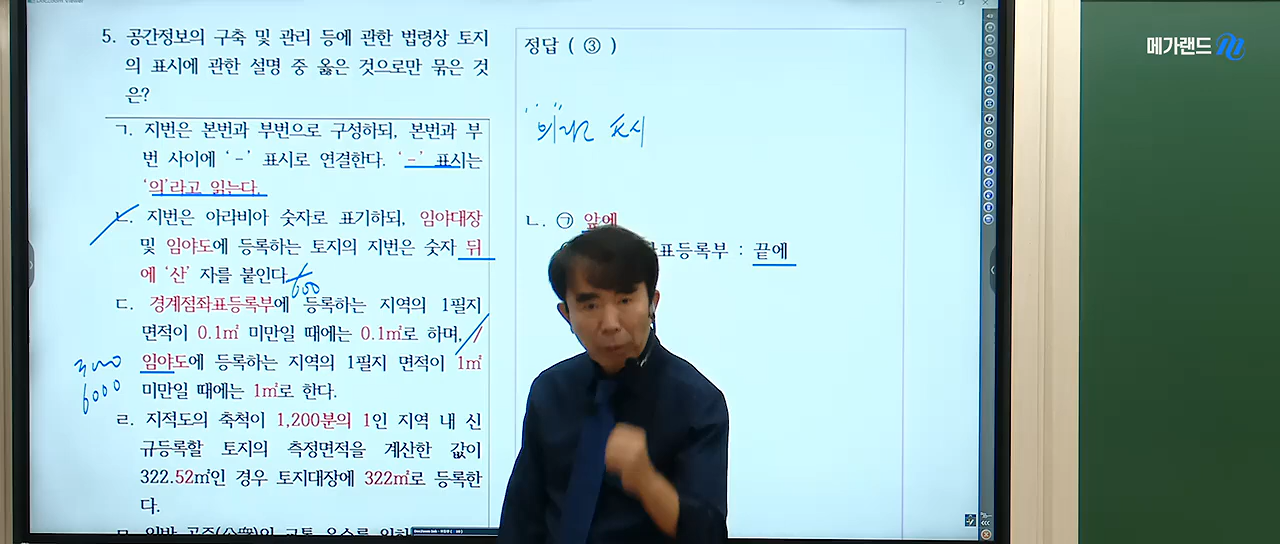 5. 공간정보의 구축 및 관리 등에 관한 법령상 토지
의 표시에 관한 설명 중 옳은 것으로만 묶은 것
은?
ㄱ. 지번은 본번과 부번으로 구성하되, 본번과 부
번 사이에 ‘-’ 표시로 연결한다. ‘-’ 표시는
‘의’라고 읽는다.
ㄴ. 지번은 아라비아 숫자로 표기하되, 임야대장
및 임야도에 등록하는 토지의 지번은 숫자 뒤
에 ‘산’ 자를 붙인다.
600
ㄷ. 경계점좌표등록부에 등록하는 지역의 1필지
면적이 0.1㎡ 미만일 때에는 0.1㎡로 하며,
임야도에 등록하는 지역의 1필지 면적이 1㎡
미만일 때에는 1㎡로 한다.
6000
ㄹ. 지적도의 축척이 1,200분의 1인 지역 내 신
규등록할 토지의 측정면적을 계산한 값이
322.52㎡인 경우 토지대장에 322㎡로 등록한
다.
정답 ( ③ )
ㄴ. ㉠ 앞에
표등록부 : 끝에
메가랜드